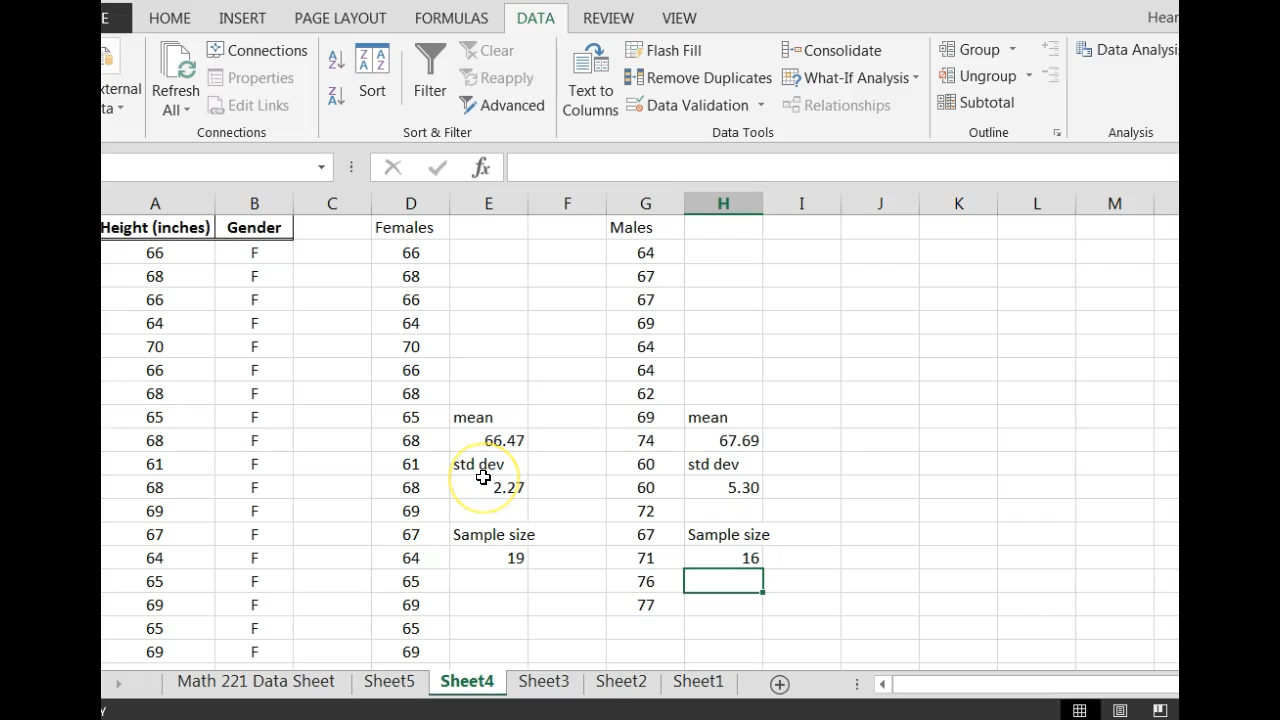 E HOME INSERT PAGE LAYOUT FORMULAS DATA REVIEW VIEW Hear
Connections Clear Flash Fill Consolidate Group Data Analysi
xternal Refresh Properties Sort Filter Reapply Text to Remove Duplicates What-If Analysis Ungroup
ta All Edit Links Advanced Columns Data Validation Relationships Subtotal
Connections Sort & Filter Data Tools Outline Analysis
fx
A B C D E F G H I J K L M
Height (inches) Gender Females Males
66 F 66 64
68 F 68 67
66 F 66 67
64 F 64 69
70 F 70 64
66 F 66 64
68 F 68 62
65 F 65 mean 69 mean
68 F 68 66.47 74 67.69
61 F 61 std dev 60 std dev
68 F 68 2.27 60 5.30
69 F 69 72
67 F 67 Sample size 67 Sample size
64 F 64 19 71 16
65 F 65 76
69 F 69 77
65 F 65
69 F 69
Math 221 Data Sheet Sheet5 Sheet4 Sheet3 Sheet2 Sheet1
Y